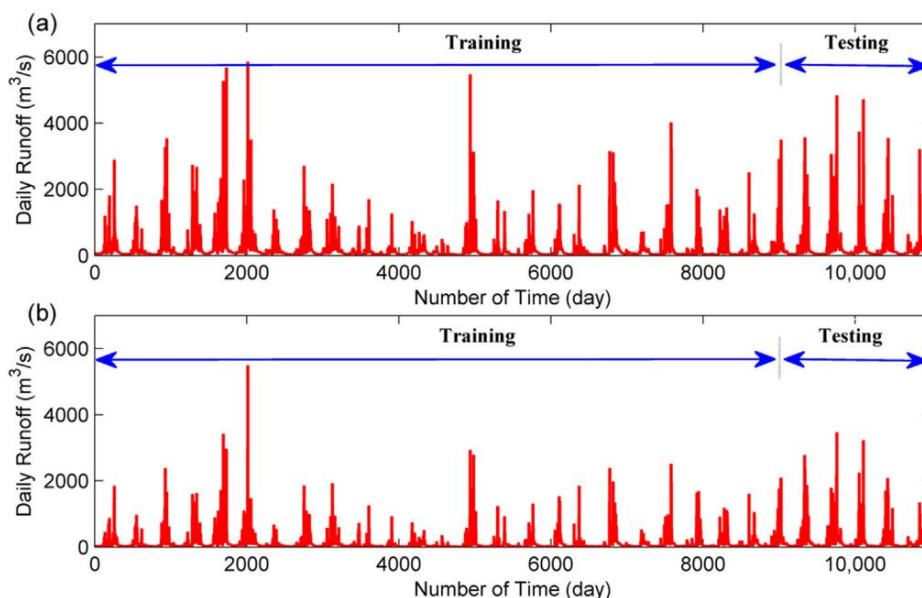 (a)
Training Testing
6000
4000
2000
0
Daily Runoff (m³/s)
0 2000 4000 6000 8000 10,000
Number of Time (day)
(b)
Training Testing
6000
4000
2000
0
Daily Runoff (m³/s)
0 2000 4000 6000 8000 10,000
Number of Time (day)